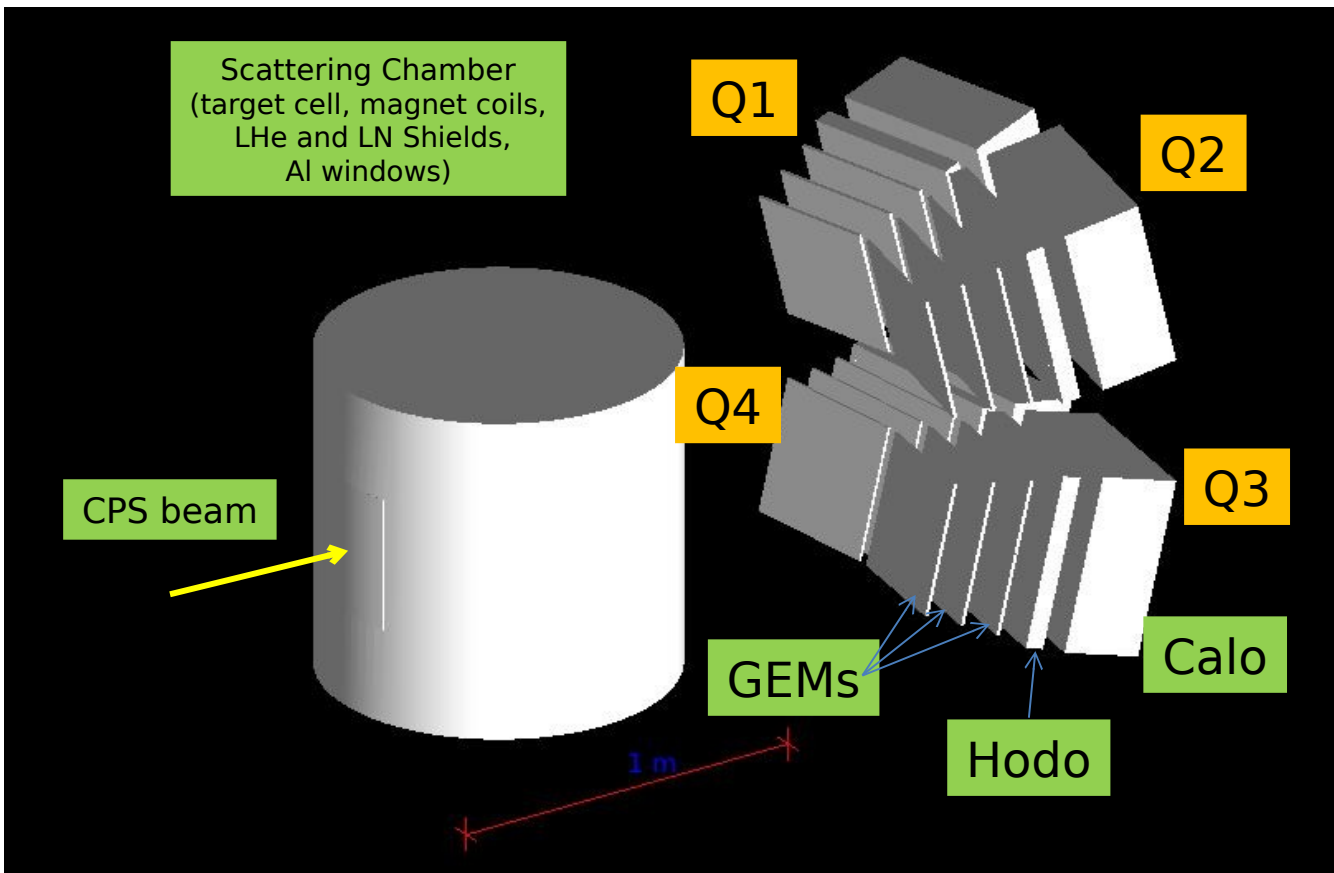 Scattering Chamber
(target cell, magnet coils,
LHe and LN Shields,
Al windows)
Q1
Q2
Q4
CPS beam
Q3
GEMs
Calo
Hodo
1 m